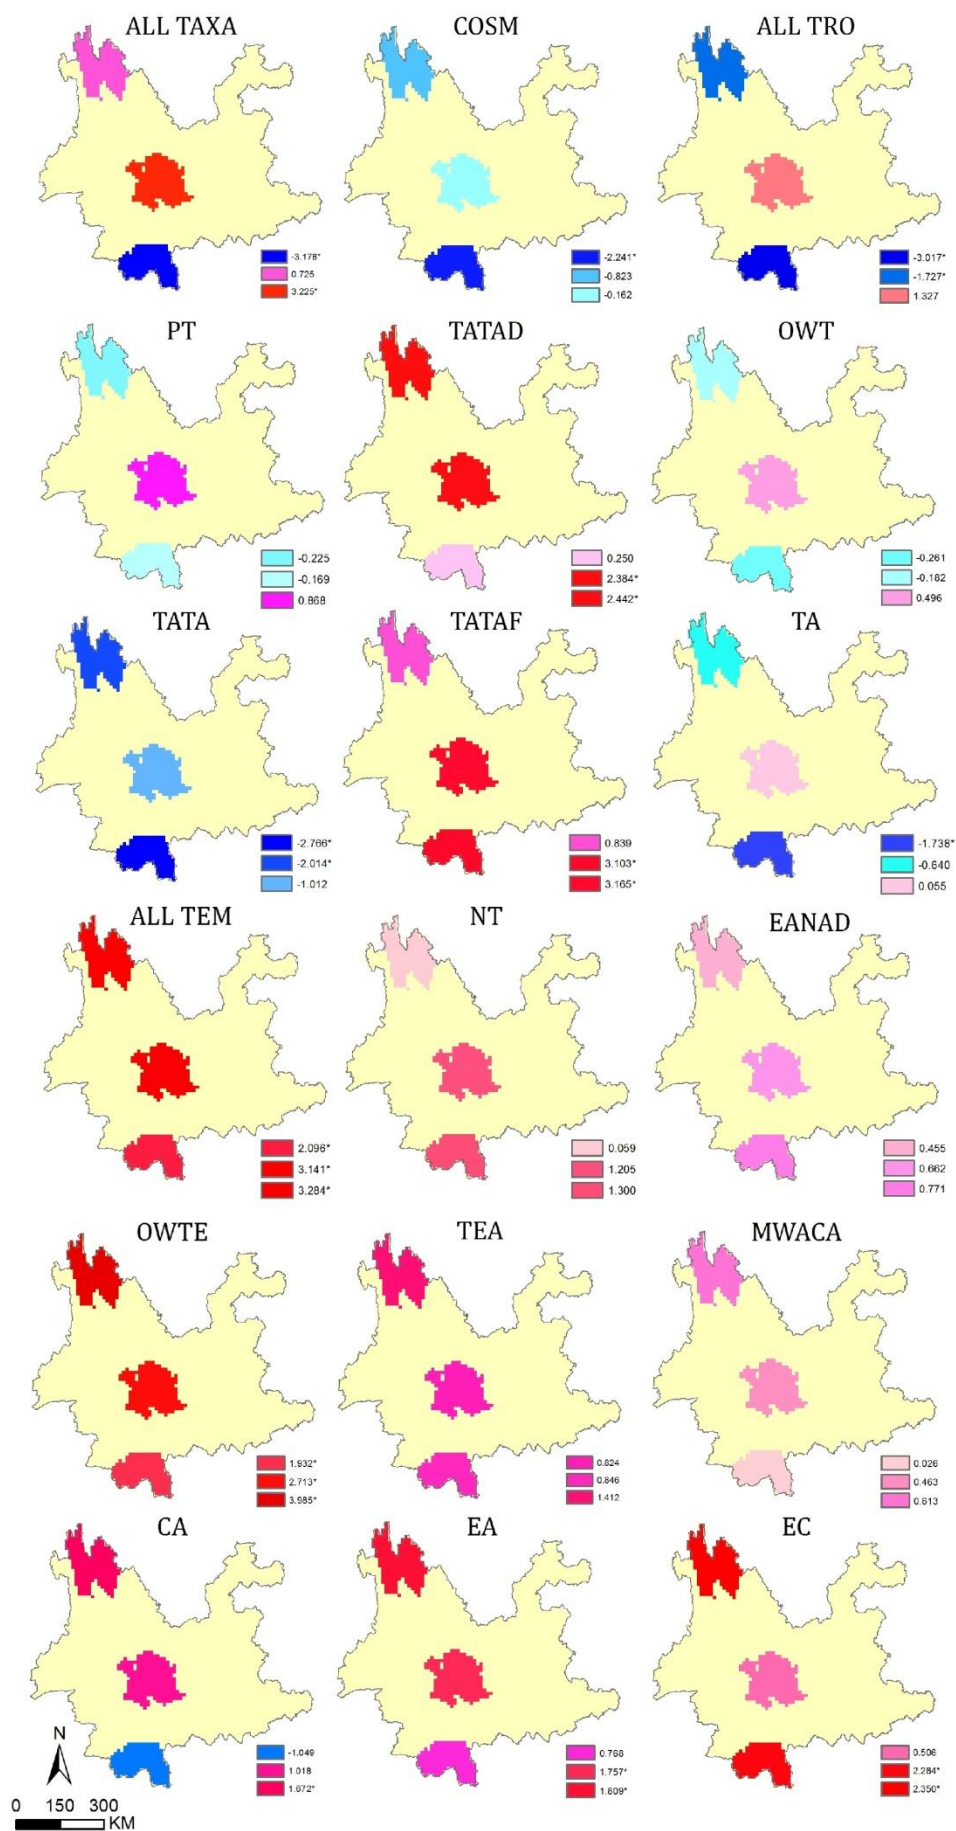 ALL TAXA
-3.178*
0.725
3.225*
COSM
-2.241*
-0.823
-0.162
ALL TRO
-3.017*
-1.727*
1.327
PT
-0.225
-0.169
0.868
TATAD
0.250
2.384*
2.442*
OWT
-0.261
-0.182
0.496
TATA
-2.766*
-2.014*
-1.012
TATAF
0.839
3.103*
3.165*
TA
-1.738*
-0.640
0.055
ALL TEM
2.096*
3.141*
3.284*
NT
0.059
1.205
1.300
EANAD
0.455
0.662
0.771
OWTE
1.932*
2.713*
3.985*
TEA
0.824
0.846
1.412
MWACA
0.026
0.463
0.613
CA
-1.049
1.018
1.672*
EA
0.768
1.757*
1.809*
EC
0.506
2.284*
2.350*
N
0 150 300
KM